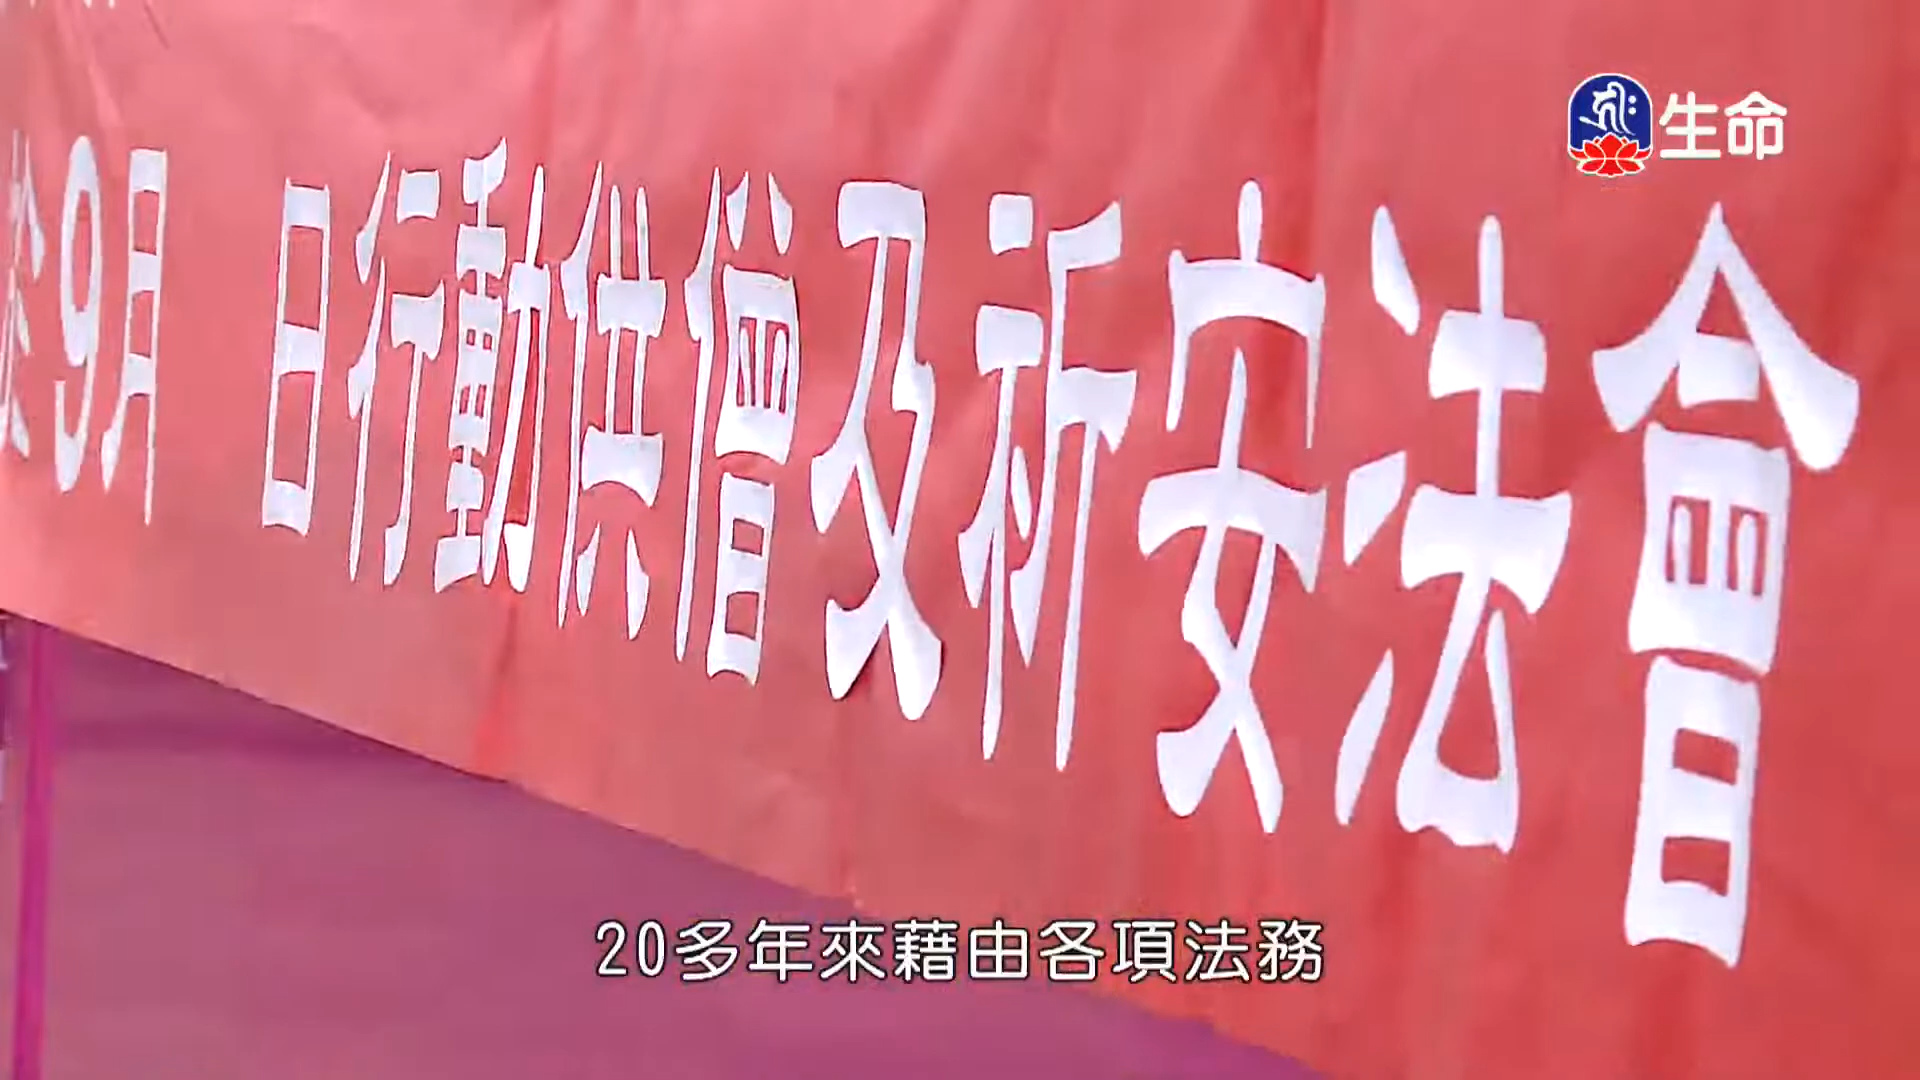 生命
於9月 日行動供僧及祈安法會
20多年來藉由各項法務